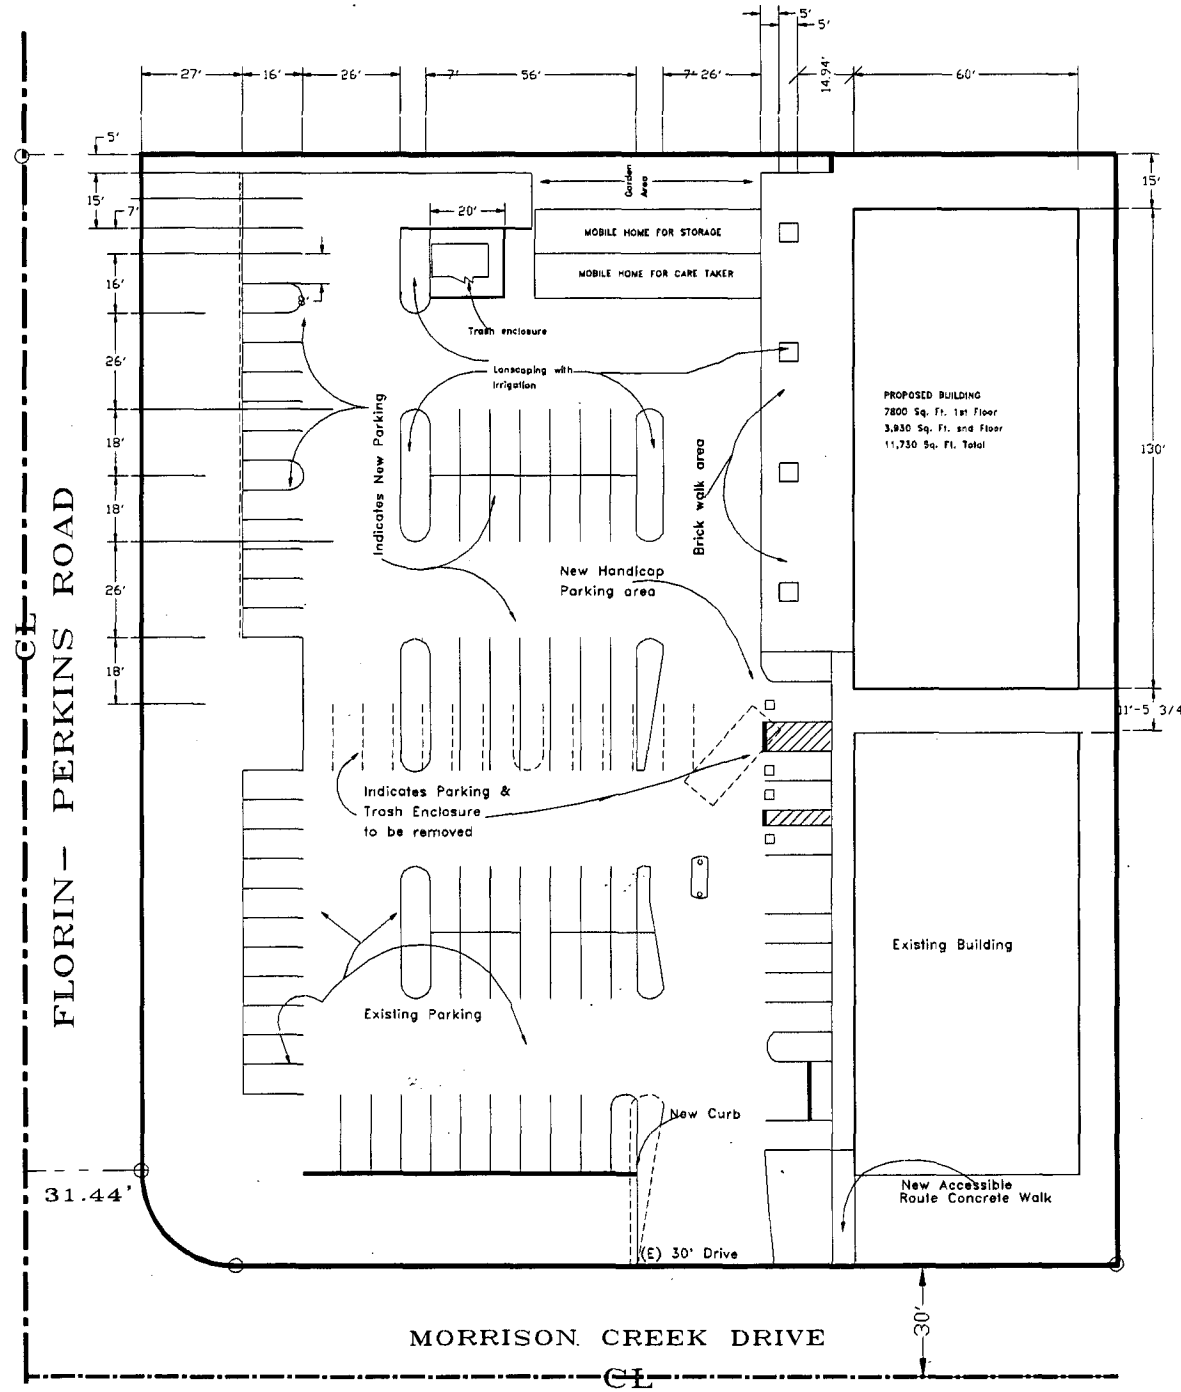 5'
5'
27'
16'
26'
7'
56'
7'
26'
14.94'
60'
5'
15'
7'
16'
26'
18'
18'
26'
18'
8'
20'
Garden
Area
MOBILE HOME FOR STORAGE
MOBILE HOME FOR CARE TAKER
Trash enclosure
Lanscaping with
Irrigation
Indicates New Parking
Brick walk area
PROPOSED BUILDING
7800 Sq. Ft. 1st Floor
3,930 Sq. Ft. snd Floor
11,730 Sq. Ft. Total
15'
130'
11'-5 3/4
New Handicap
Parking area
Indicates Parking &
Trash Enclosure
to be removed
Existing Parking
Existing Building
New Curb
New Accessible
Route Concrete Walk
(E) 30' Drive
31.44'
30'
FLORIN- PERKINS ROAD
CL
MORRISON CREEK DRIVE
CL